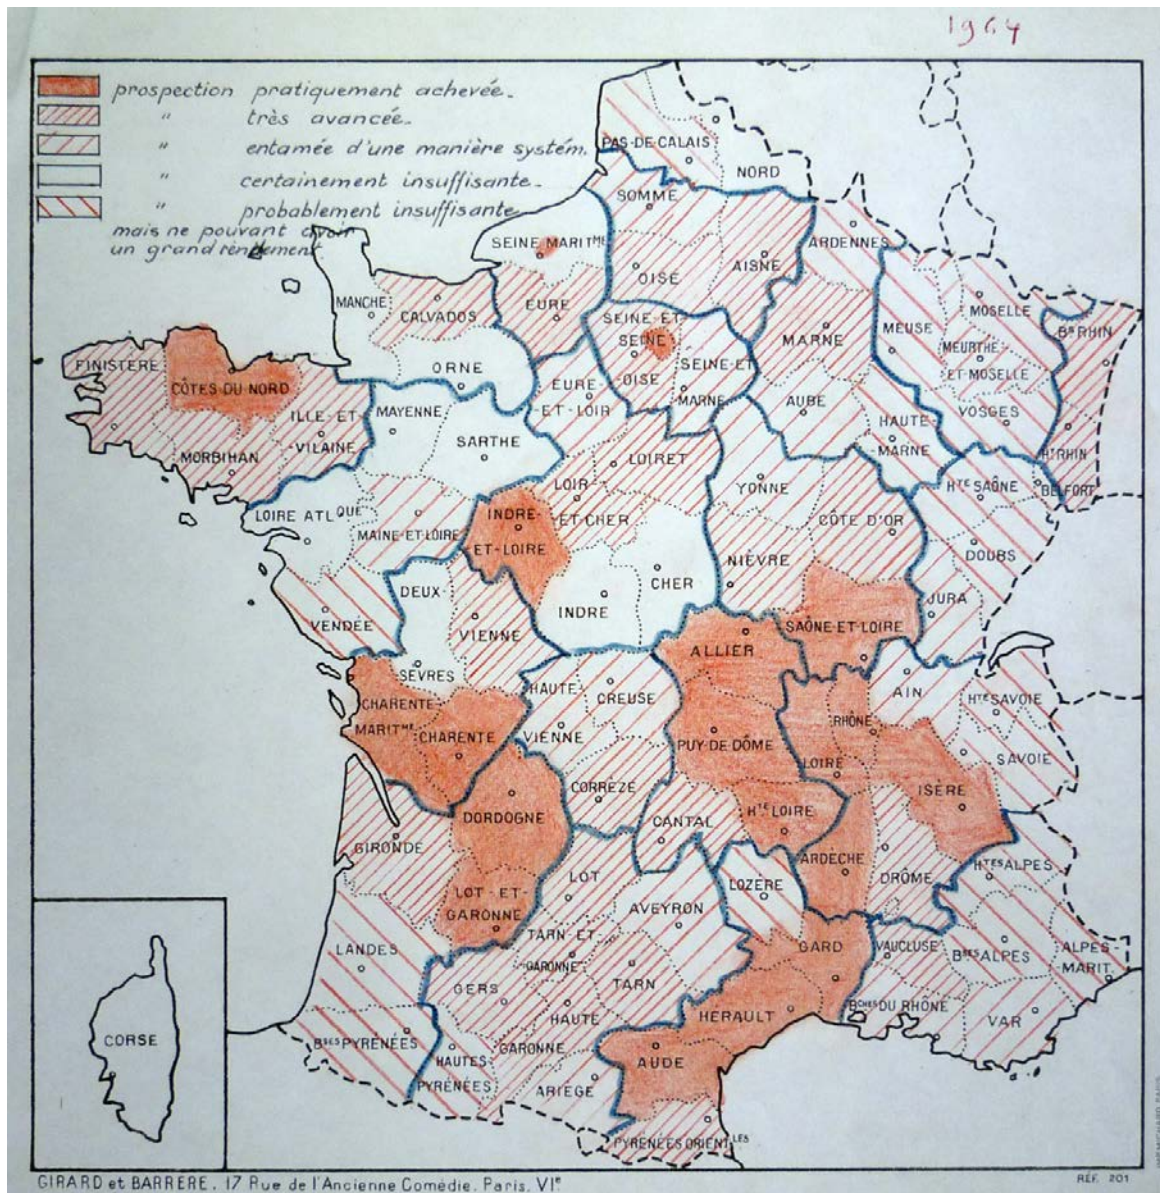 1964
prospection pratiquement achevée.
" très avancée.
" entamée d'une manière systém.
" certainement insuffisante.
" probablement insuffisante
mais ne pouvant avoir
un grand rendement.
PAS-DE-CALAIS
NORD
SOMME
SEINE MARITME
OISE
AISNE
ARDENNES
MANCHE
CALVADOS
EURE
SEINE-ET
SEINE
OISE
SEINE-ET
MARNE
MARNE
MEUSE
MOSELLE
MEURTHE-
ET-MOSELLE
BS RHIN
VOSGES
FINISTÈRE
CÔTES-DU-NORD
ILLE-ET-
VILAINE
MORBIHAN
ORNE
MAYENNE
SARTHE
EURE-
ET-LOIR
AUBE
HAUTE-
MARNE
HT RHIN
BELFORT
LOIRE ATLQUE
MAINE-ET-LOIRE
INDRE-
ET-LOIRE
LOIR-
ET-CHER
LOIRET
YONNE
CÔTE D'OR
HTE SAÔNE
DOUBS
JURA
NIÈVRE
CHER
INDRE
VENDÉE
DEUX-
SÈVRES
VIENNE
ALLIER
SAÔNE-ET-LOIRE
CHARENTE-
MARITME
CHARENTE
HAUTE-
VIENNE
CREUSE
PUY-DE-DÔME
RHÔNE
LOIRE
AIN
HTE SAVOIE
SAVOIE
ISÈRE
CORRÈZE
DORDOGNE
CANTAL
HTE LOIRE
ARDÈCHE
DRÔME
HTES ALPES
GIRONDE
LOT-ET-
GARONNE
LOT
AVEYRON
LOZÈRE
LANDES
TARN-ET-
GARONNE
TARN
GERS
HAUTE
GARONNE
GARD
VAUCLUSE
BSES ALPES
ALPES-
MARIT.
BCHES DU RHÔNE
VAR
HÉRAULT
AUDE
BSES PYRÉNÉES
HAUTES
PYRÉNÉES
ARIÈGE
PYRÉNÉES ORIENTLES
CORSE
GIRARD et BARRÈRE. 17 Rue de l'Ancienne Comédie. Paris. VIe
RÉF. 201